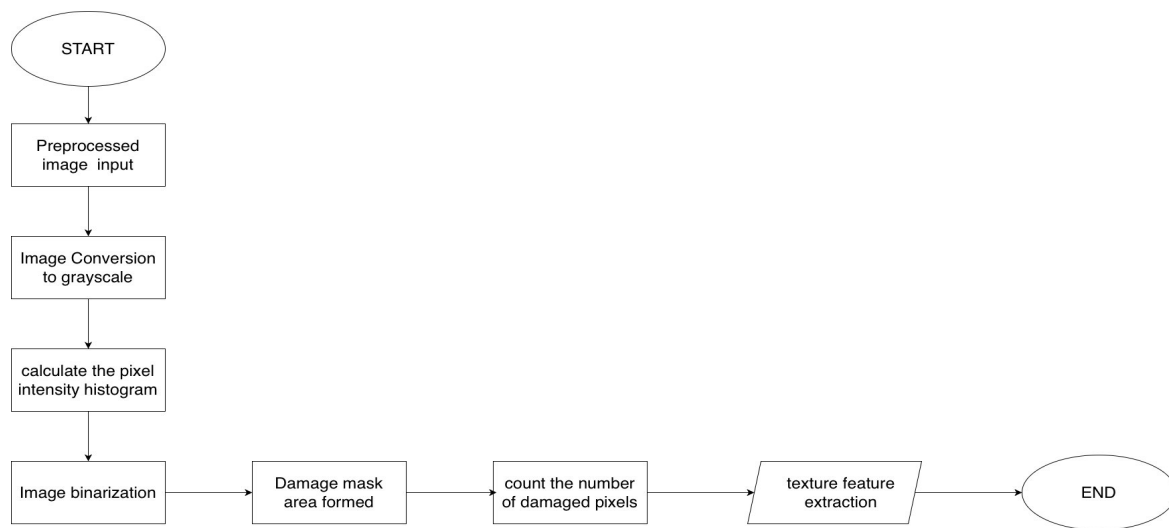 START
Preprocessed
image input
Image Conversion
to grayscale
calculate the pixel
intensity histogram
Image binarization
Damage mask
area formed
count the number
of damaged pixels
texture feature
extraction
END